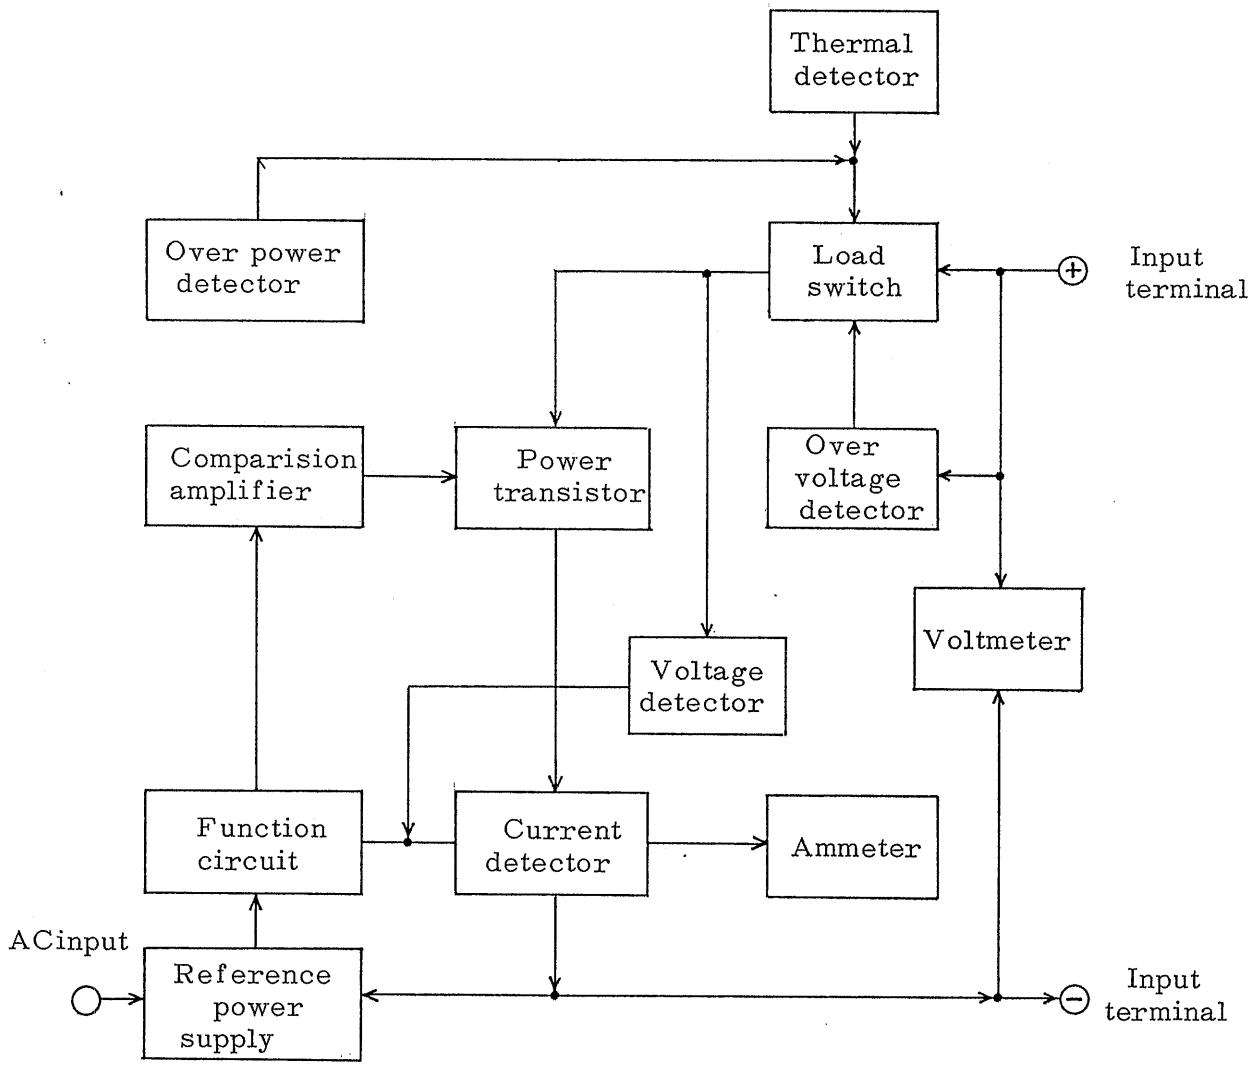 Thermal
detector
Over power
detector
Load
switch
+
Input
terminal
Comparision
amplifier
Power
transistor
Over
voltage
detector
Voltmeter
Voltage
detector
Function
circuit
Current
detector
Ammeter
ACinput
Reference
power
supply
−
Input
terminal